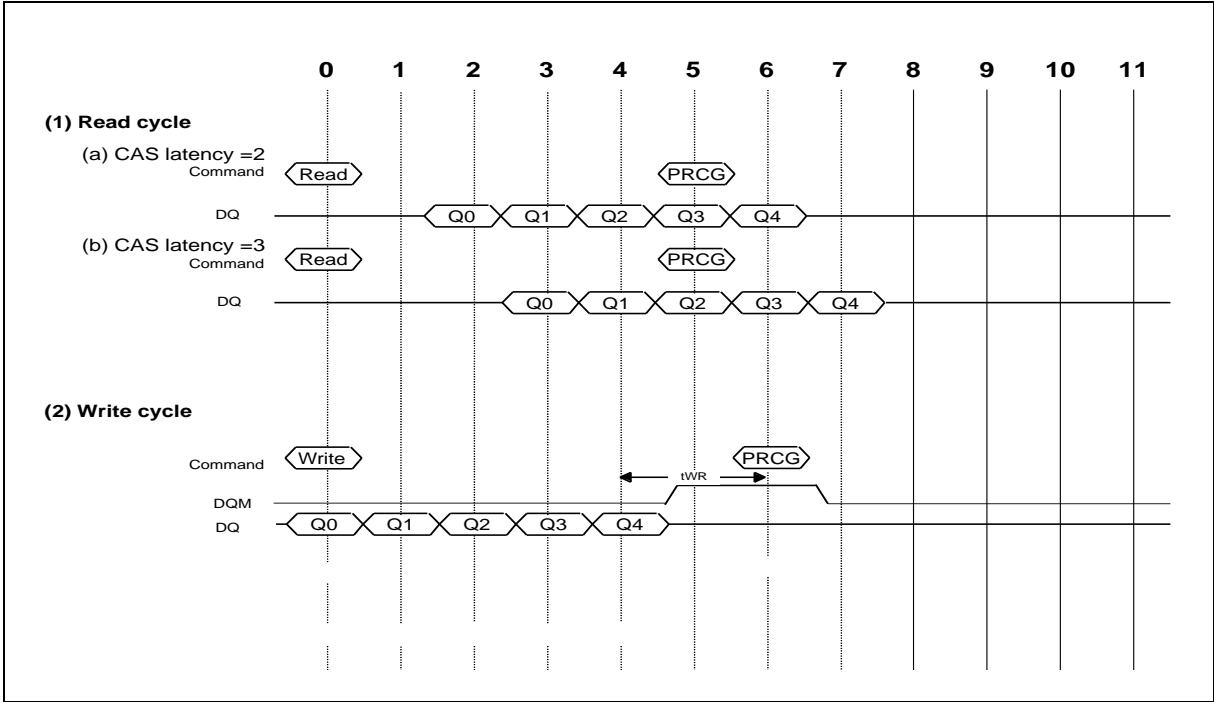 0 1 2 3 4 5 6 7 8 9 10 11
(1) Read cycle
(a) CAS latency =2
Command Read PRCG
DQ Q0 Q1 Q2 Q3 Q4
(b) CAS latency =3
Command Read PRCG
DQ Q0 Q1 Q2 Q3 Q4
(2) Write cycle
Command Write PRCG
tWR
DQM
DQ Q0 Q1 Q2 Q3 Q4